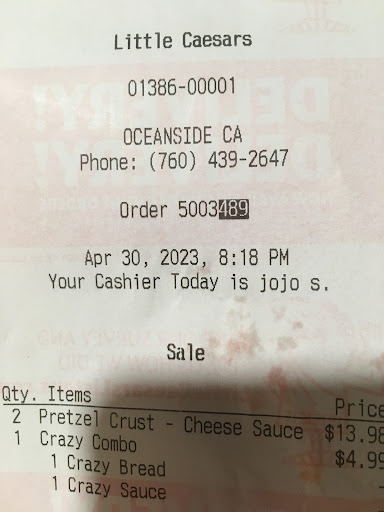 Little Caesars
01386-00001
OCEANSIDE CA
Phone: (760) 439-2647
Order 5003489
Apr 30, 2023, 8:18 PM
Your Cashier Today is jojo s.
Sale
Qty. Items Price
2 Pretzel Crust - Cheese Sauce $13.98
1 Crazy Combo $4.99
1 Crazy Bread
1 Crazy Sauce -